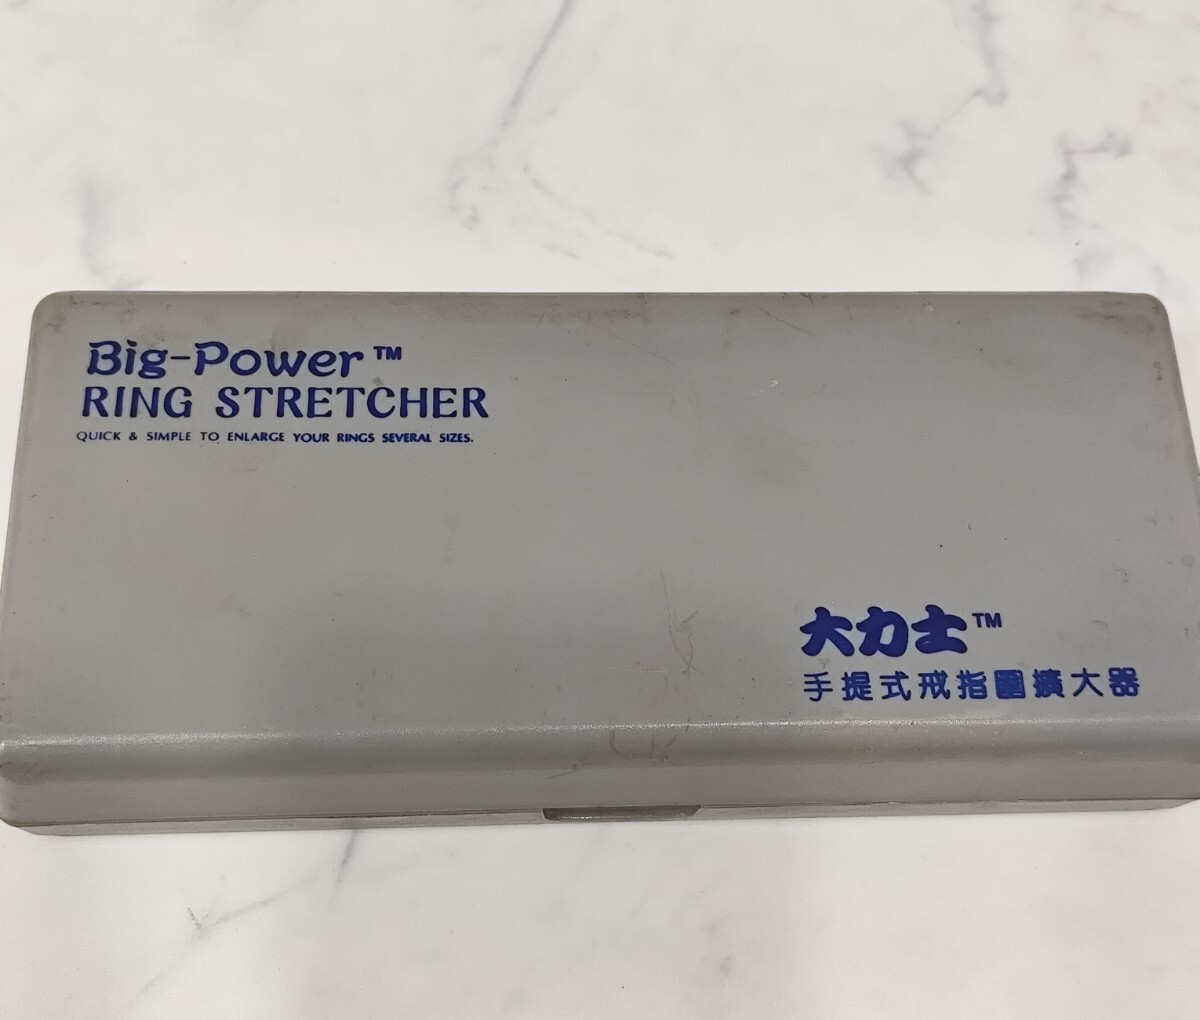 Big-Power™
RING STRETCHER
QUICK & SIMPLE TO ENLARGE YOUR RINGS SEVERAL SIZES.
大力士™
手提式戒指圍擴大器